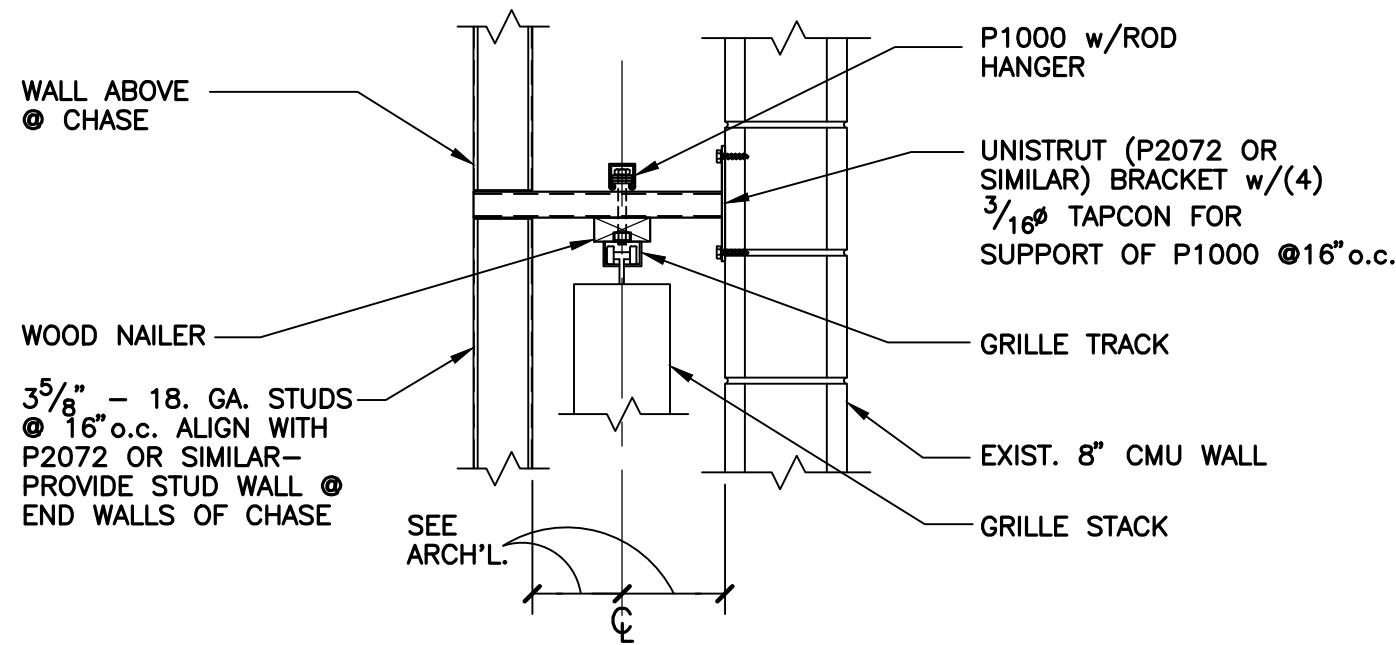 WALL ABOVE
@ CHASE
WOOD NAILER
3 5/8" – 18. GA. STUDS
@ 16" o.c. ALIGN WITH
P2072 OR SIMILAR–
PROVIDE STUD WALL @
END WALLS OF CHASE
SEE
ARCH'L.
℄
P1000 w/ROD
HANGER
UNISTRUT (P2072 OR
SIMILAR) BRACKET w/(4)
3/16ø TAPCON FOR
SUPPORT OF P1000 @16" o.c.
GRILLE TRACK
EXIST. 8" CMU WALL
GRILLE STACK